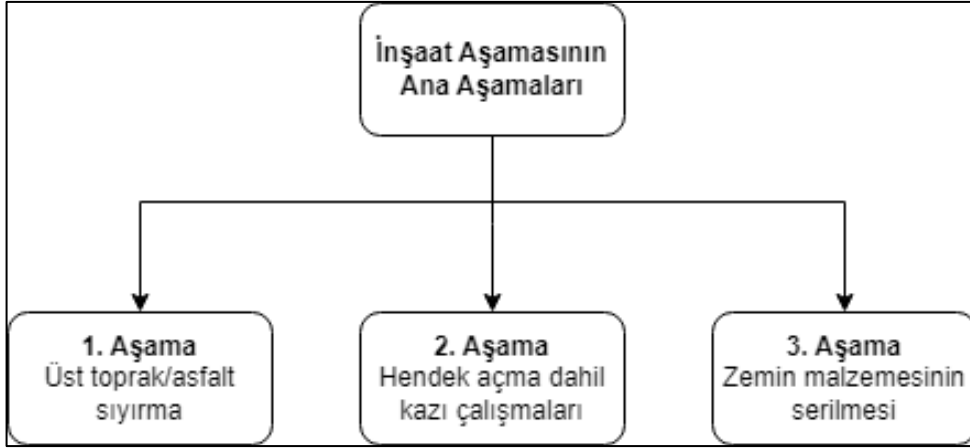 İnşaat Aşamasının
Ana Aşamaları
1. Aşama
Üst toprak/asfalt
sıyırma
2. Aşama
Hendek açma dahil
kazı çalışmaları
3. Aşama
Zemin malzemesinin
serilmesi